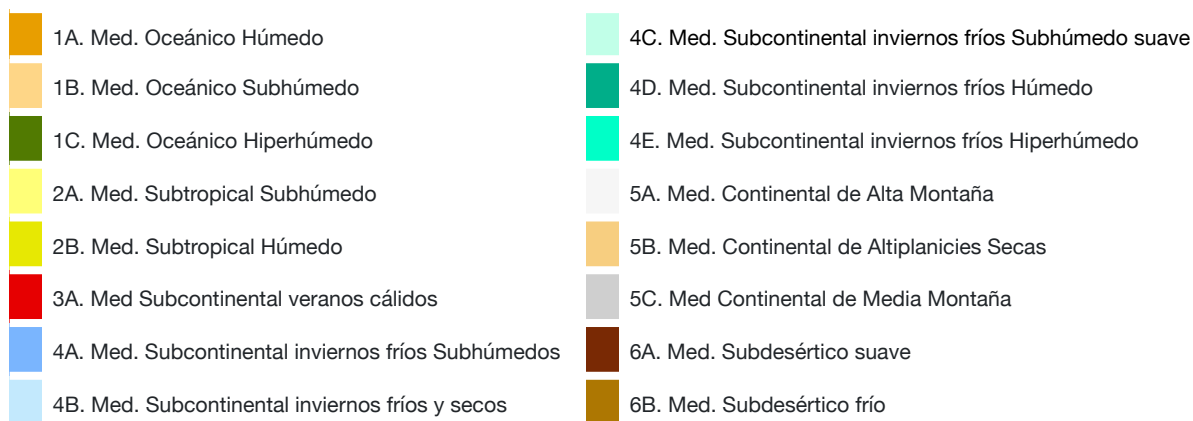 1A. Med. Oceánico Húmedo
1B. Med. Oceánico Subhúmedo
1C. Med. Oceánico Hiperhúmedo
2A. Med. Subtropical Subhúmedo
2B. Med. Subtropical Húmedo
3A. Med Subcontinental veranos cálidos
4A. Med. Subcontinental inviernos fríos Subhúmedos
4B. Med. Subcontinental inviernos fríos y secos
4C. Med. Subcontinental inviernos fríos Subhúmedo suave
4D. Med. Subcontinental inviernos fríos Húmedo
4E. Med. Subcontinental inviernos fríos Hiperhúmedo
5A. Med. Continental de Alta Montaña
5B. Med. Continental de Altiplanicies Secas
5C. Med Continental de Media Montaña
6A. Med. Subdesértico suave
6B. Med. Subdesértico frío